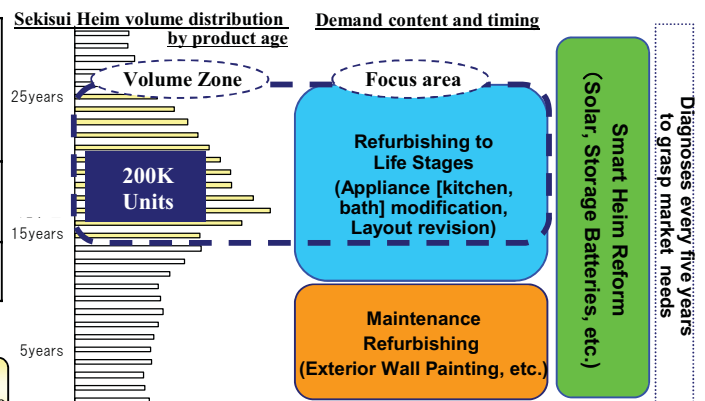 Sekisui Heim volume distribution
by product age
Demand content and timing
Volume Zone
Focus area
25years
15years
5years
200K
Units
Refurbishing to
Life Stages
(Appliance [kitchen,
bath] modification,
Layout revision)
Maintenance
Refurbishing
(Exterior Wall Painting, etc.)
Smart Heim Reform
(Solar, Storage Batteries, etc.)
Diagnoses every five years
to grasp market needs